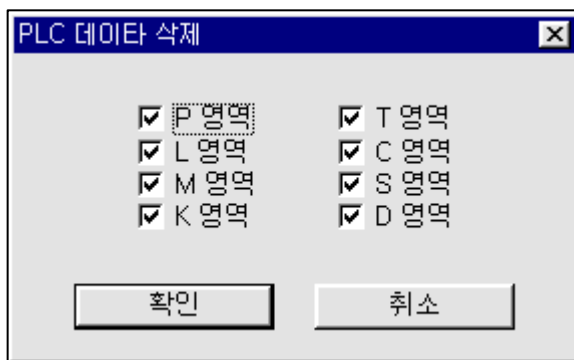 PLC 데이타 삭제
P 영역 T 영역
L 영역 C 영역
M 영역 S 영역
K 영역 D 영역
확인 취소